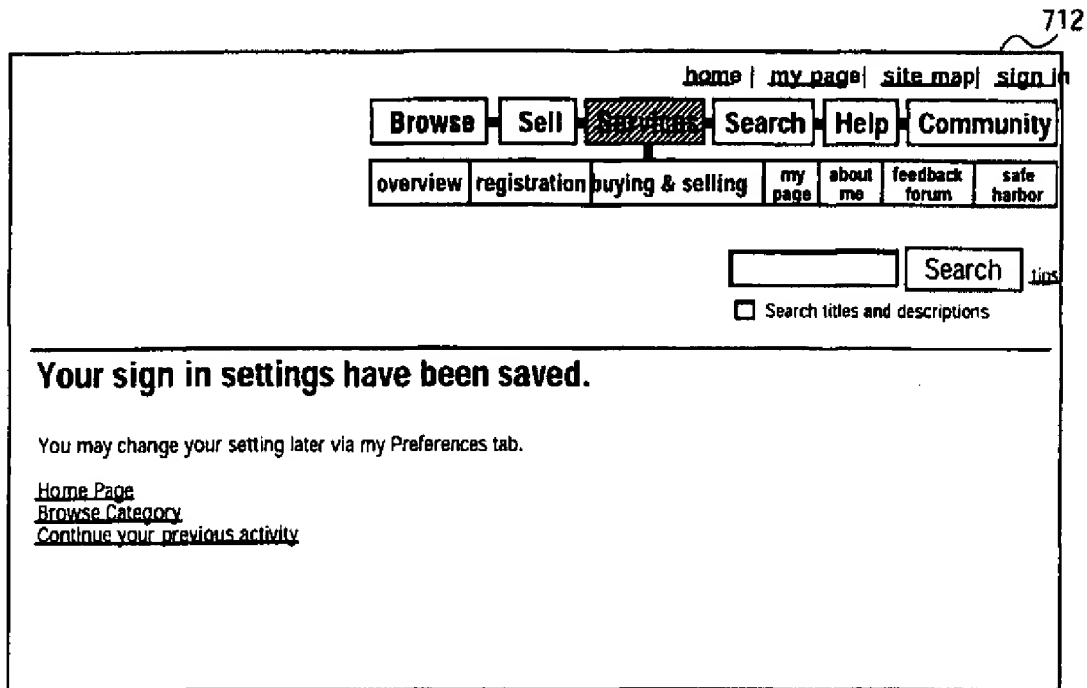 712
home | my page | site map | sign in
Browse Sell Services Search Help Community
overview registration buying & selling my page about me feedback forum safe harbor
Search tips
Search titles and descriptions
Your sign in settings have been saved.
You may change your setting later via my Preferences tab.
Home Page
Browse Category
Continue your previous activity